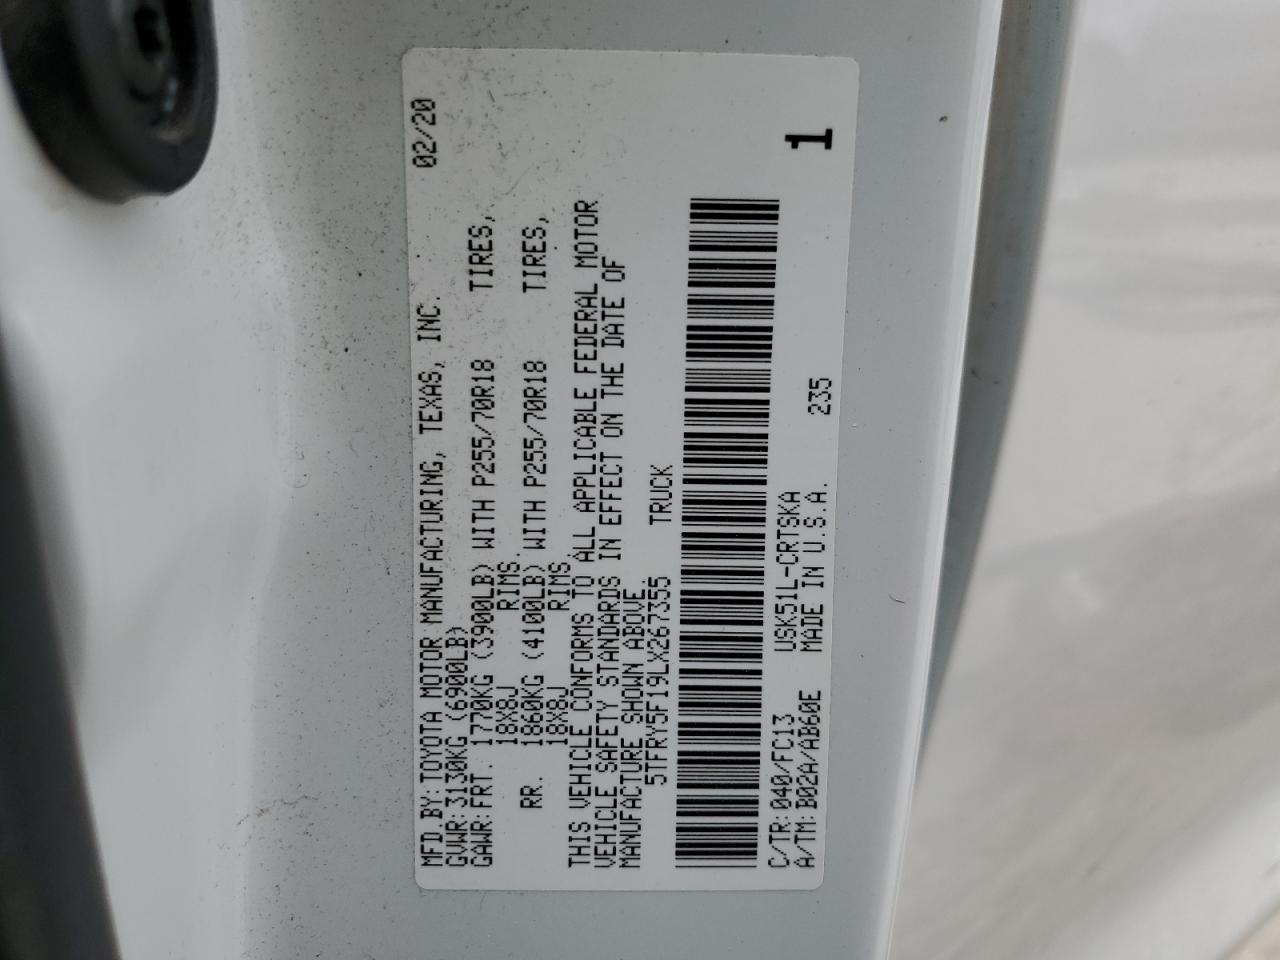 02/20
MFD.BY:TOYOTA MOTOR MANUFACTURING, TEXAS, INC.
GVWR:3130KG (6900LB)
GAWR:FRT. 1770KG (3900LB) WITH P255/70R18 TIRES,
18X8J RIMS.
RR. 1860KG (4100LB) WITH P255/70R18 TIRES,
18X8J RIMS.
THIS VEHICLE CONFORMS TO ALL APPLICABLE FEDERAL MOTOR
VEHICLE SAFETY STANDARDS IN EFFECT ON THE DATE OF
MANUFACTURE SHOWN ABOVE.
5TFRY5F19LX267355 TRUCK
C/TR:040/FC13 USK51L-CRTSKA 235
A/TM:B02A/AB60E MADE IN U.S.A.
1